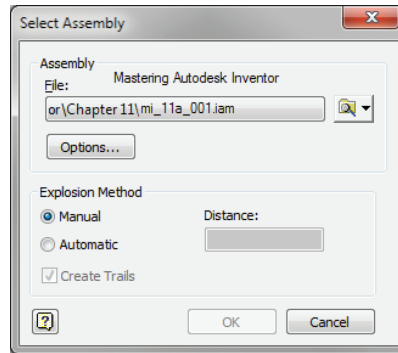 Select Assembly
x
Assembly
Mastering Autodesk Inventor
File:
or\Chapter 11\mi_11a_001.iam
Options...
Explosion Method
Manual
Distance:
Automatic
Create Trails
?
OK
Cancel